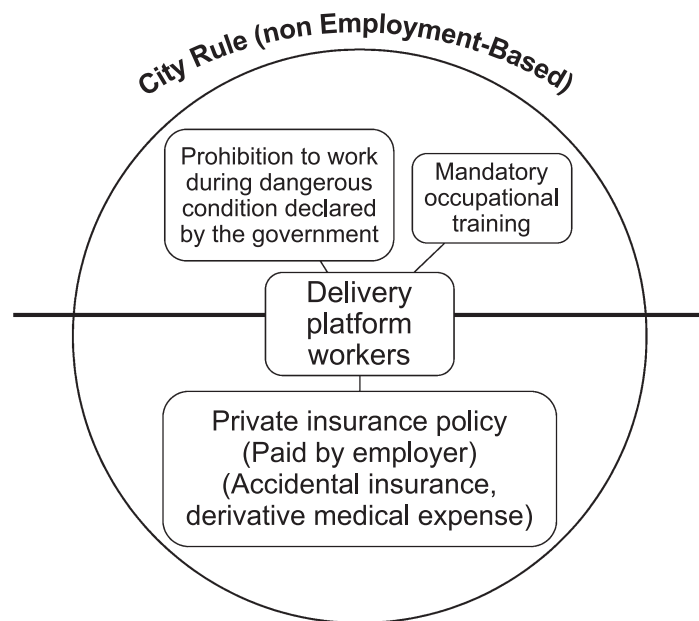 City Rule (non Employment-Based)
Prohibition to work
during dangerous
condition declared
by the government
Mandatory
occupational
training
Delivery
platform
workers
Private insurance policy
(Paid by employer)
(Accidental insurance,
derivative medical expense)